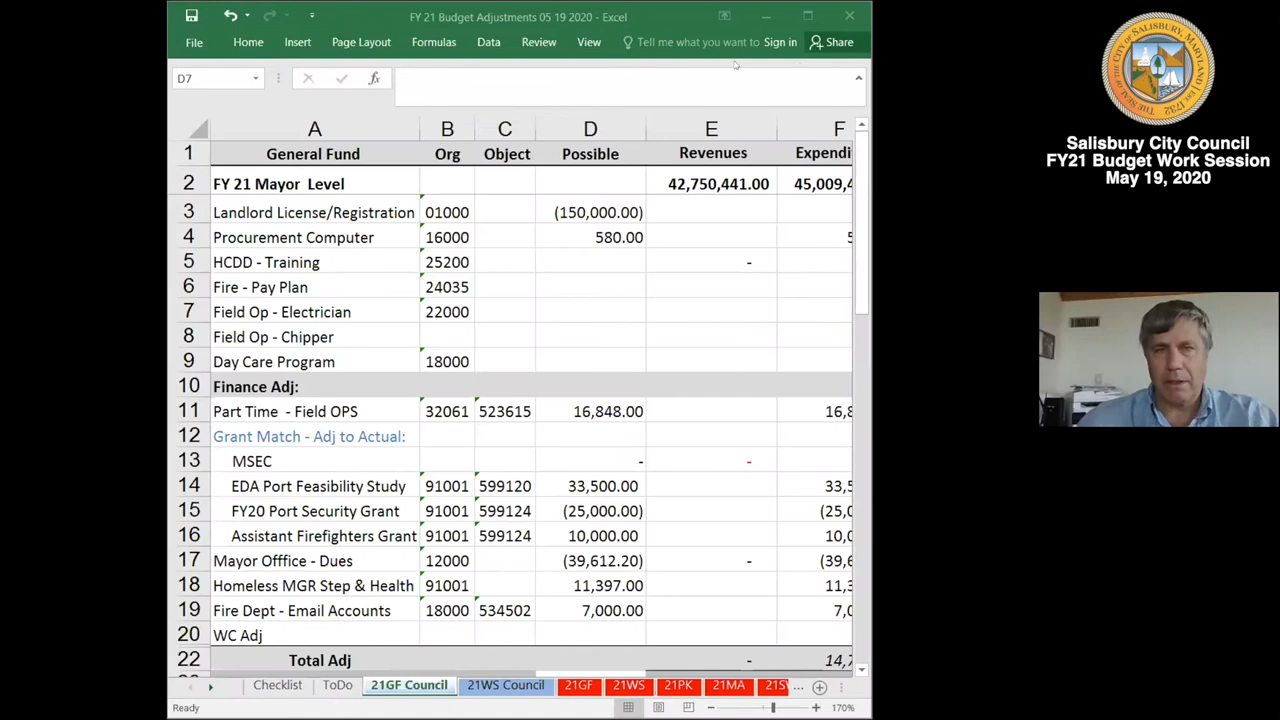 FY 21 Budget Adjustments 05 19 2020 - Excel
File Home Insert Page Layout Formulas Data Review View Tell me what you want to Sign in Share
D7 fx
A B C D E F
1 General Fund Org Object Possible Revenues Expendi
2 FY 21 Mayor Level 42,750,441.00 45,009,4
3 Landlord License/Registration 01000 (150,000.00)
4 Procurement Computer 16000 580.00 5
5 HCDD - Training 25200 -
6 Fire - Pay Plan 24035
7 Field Op - Electrician 22000
8 Field Op - Chipper
9 Day Care Program 18000
10 Finance Adj:
11 Part Time - Field OPS 32061 523615 16,848.00 16,8
12 Grant Match - Adj to Actual:
13 MSEC - -
14 EDA Port Feasibility Study 91001 599120 33,500.00 33,5
15 FY20 Port Security Grant 91001 599124 (25,000.00) (25,0
16 Assistant Firefighters Grant 91001 599124 10,000.00 10,0
17 Mayor Offfice - Dues 12000 (39,612.20) - (39,6
18 Homeless MGR Step & Health 91001 11,397.00 11,3
19 Fire Dept - Email Accounts 18000 534502 7,000.00 7,0
20 WC Adj
22 Total Adj - 14,7
Checklist ToDo 21GF Council 21WS Council 21GF 21WS 21PK 21MA 21S ...
Ready 170%
Salisbury City Council
FY21 Budget Work Session
May 19, 2020